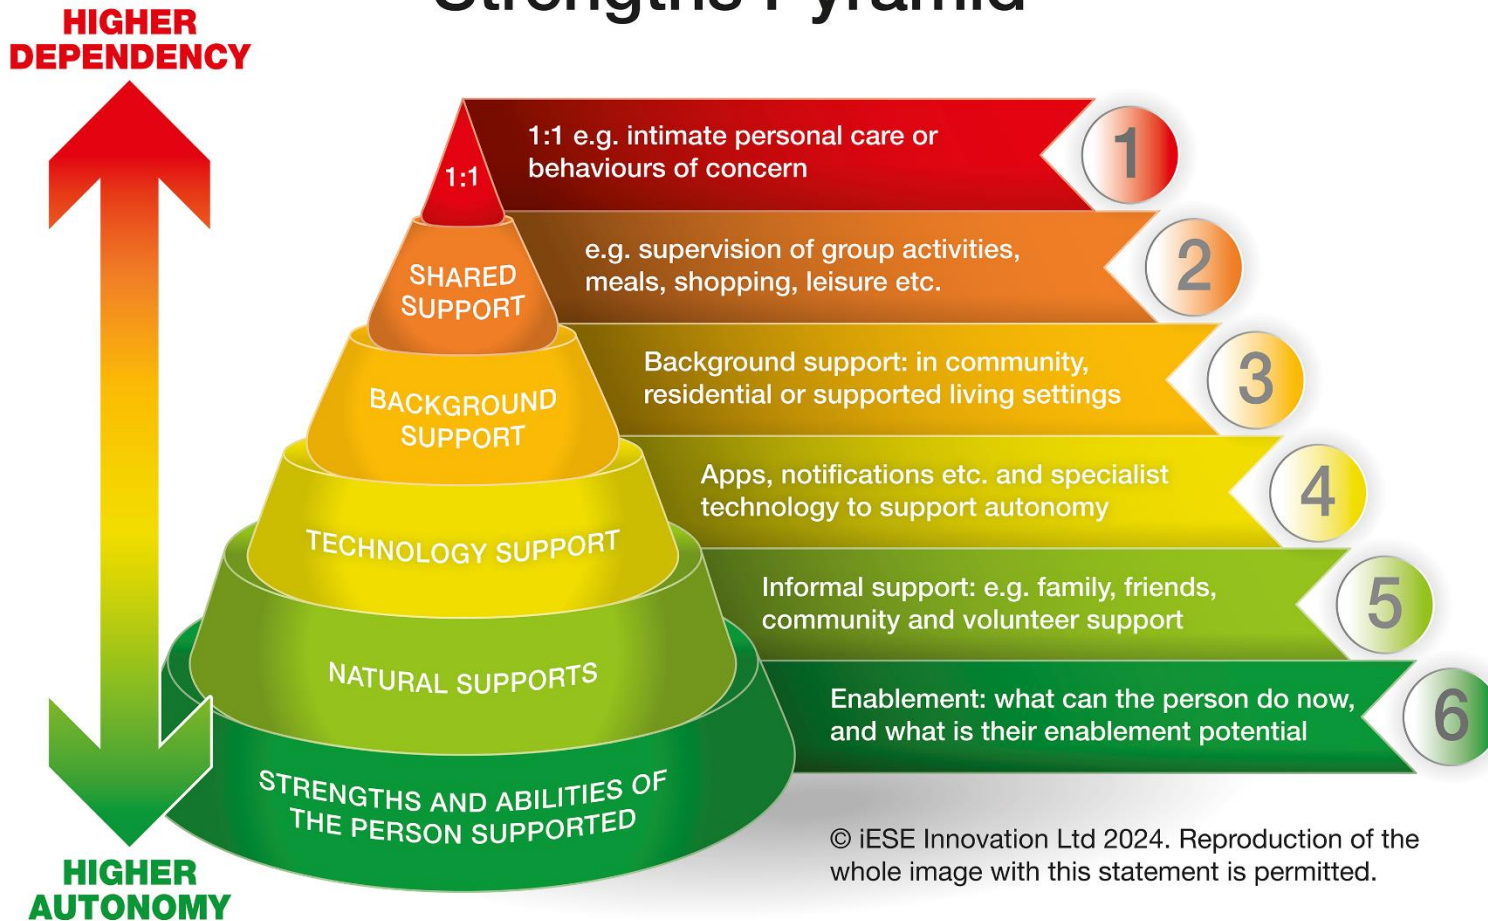 Strengths Pyramid
HIGHER
DEPENDENCY
1:1
1:1 e.g. intimate personal care or
behaviours of concern
1
SHARED
SUPPORT
e.g. supervision of group activities,
meals, shopping, leisure etc.
2
BACKGROUND
SUPPORT
Background support: in community,
residential or supported living settings
3
TECHNOLOGY SUPPORT
Apps, notifications etc. and specialist
technology to support autonomy
4
NATURAL SUPPORTS
Informal support: e.g. family, friends,
community and volunteer support
5
STRENGTHS AND ABILITIES OF
THE PERSON SUPPORTED
Enablement: what can the person do now,
and what is their enablement potential
6
HIGHER
AUTONOMY
© iESE Innovation Ltd 2024. Reproduction of the
whole image with this statement is permitted.